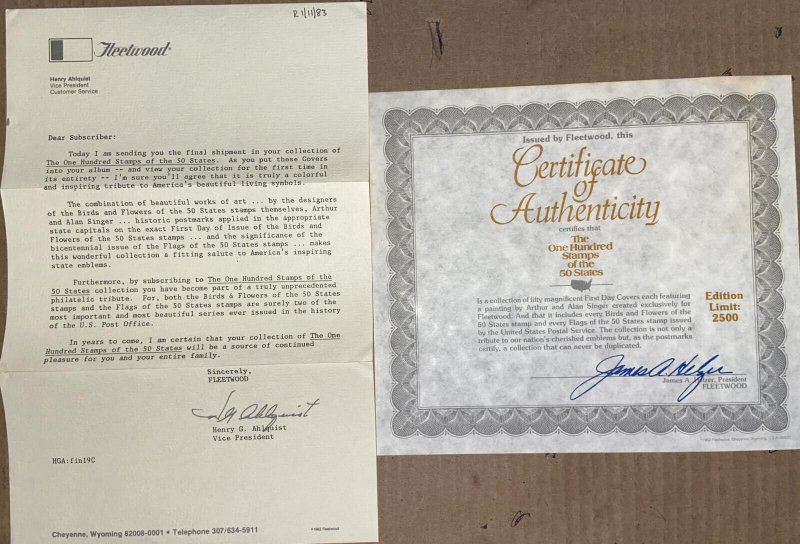 R 1/11/83
Fleetwood®
Henry Ahlquist
Vice President
Customer Service
Dear Subscriber:
Today I am sending you the final shipment in your collection of
The One Hundred Stamps of the 50 States. As you put these Covers
into your album -- and view your collection for the first time in
its entirety -- I'm sure you'll agree that it is truly a colorful
and inspiring tribute to America's beautiful living symbols.
The combination of beautiful works of art ... by the designers
of the Birds and Flowers of the 50 States stamps themselves, Arthur
and Alan Singer ... historic postmarks applied in the appropriate
state capitals on the exact First Day of Issue of the Birds and
Flowers of the 50 States stamps ... and the significance of the
bicentennial issue of the Flags of the 50 States stamps ... makes
this wonderful collection a fitting salute to America's inspiring
state emblems.
Furthermore, by subscribing to The One Hundred Stamps of the
50 States collection you have become part of a truly unprecedented
philatelic tribute. For, both the Birds & Flowers of the 50 States
stamps and the Flags of the 50 States stamps are surely two of the
most important and most beautiful series ever issued in the history
of the U.S. Post Office.
In years to come, I am certain that your collection of The One
Hundred Stamps of the 50 States will be a source of continued
pleasure for you and your entire family.
Sincerely,
FLEETWOOD
H G Ahlquist
Henry G. Ahlquist
Vice President
HGA:fin19C
Cheyenne, Wyoming 82008-0001 • Telephone 307/634-5911
©1982 Fleetwood
Issued by Fleetwood, this
Certificate
of
Authenticity
certifies that
The
One Hundred
Stamps
of the
50 States
is a collection of fifty magnificent First Day Covers each featuring
a painting by Arthur and Alan Singer created exclusively for
Fleetwood. And that it includes every Birds and Flowers of the
50 States stamp and every Flags of the 50 States stamp issued
by the United States Postal Service. The collection is not only a
tribute to our nation's cherished emblems but, as the postmarks
certify, a collection that can never be duplicated.
Edition
Limit:
2500
James A. Helzer
James A. Helzer, President
FLEETWOOD
©1982 Fleetwood, Cheyenne, Wyoming, U.S.A.